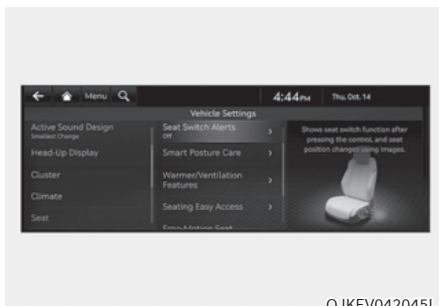 Menu
4:44PM
Thu, Oct. 14
Vehicle Settings
Active Sound Design
Smallest Change
Head-Up Display
Cluster
Climate
Seat
Seat Switch Alerts
Off
Smart Posture Care
Warmer/Ventilation
Features
Seating Easy Access
Shows seat switch function after
pressing the control, and seat
position changes using images.